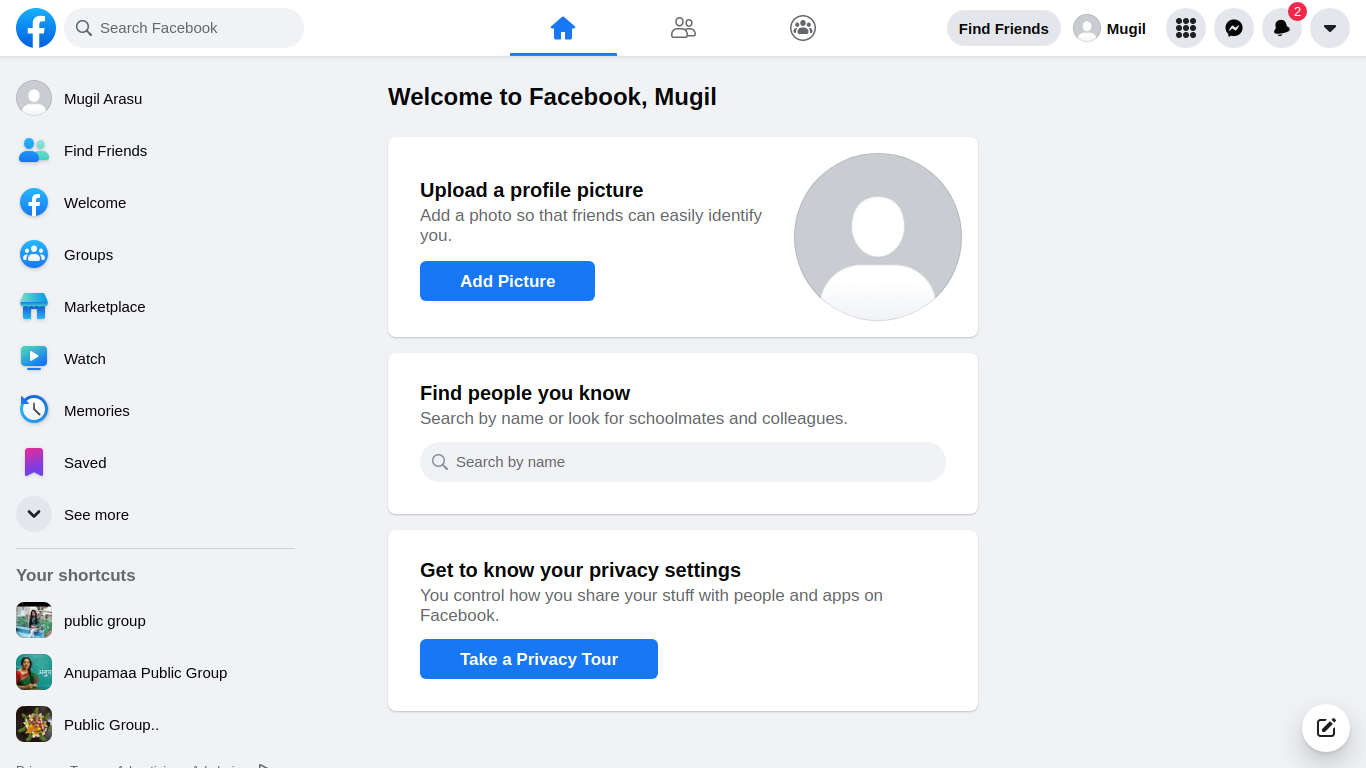 Search Facebook
Find Friends
Mugil
2
Mugil Arasu
Find Friends
Welcome
Groups
Marketplace
Watch
Memories
Saved
See more
Your shortcuts
public group
Anupamaa Public Group
Public Group..
Welcome to Facebook, Mugil
Upload a profile picture
Add a photo so that friends can easily identify
you.
Add Picture
Find people you know
Search by name or look for schoolmates and colleagues.
Search by name
Get to know your privacy settings
You control how you share your stuff with people and apps on
Facebook.
Take a Privacy Tour